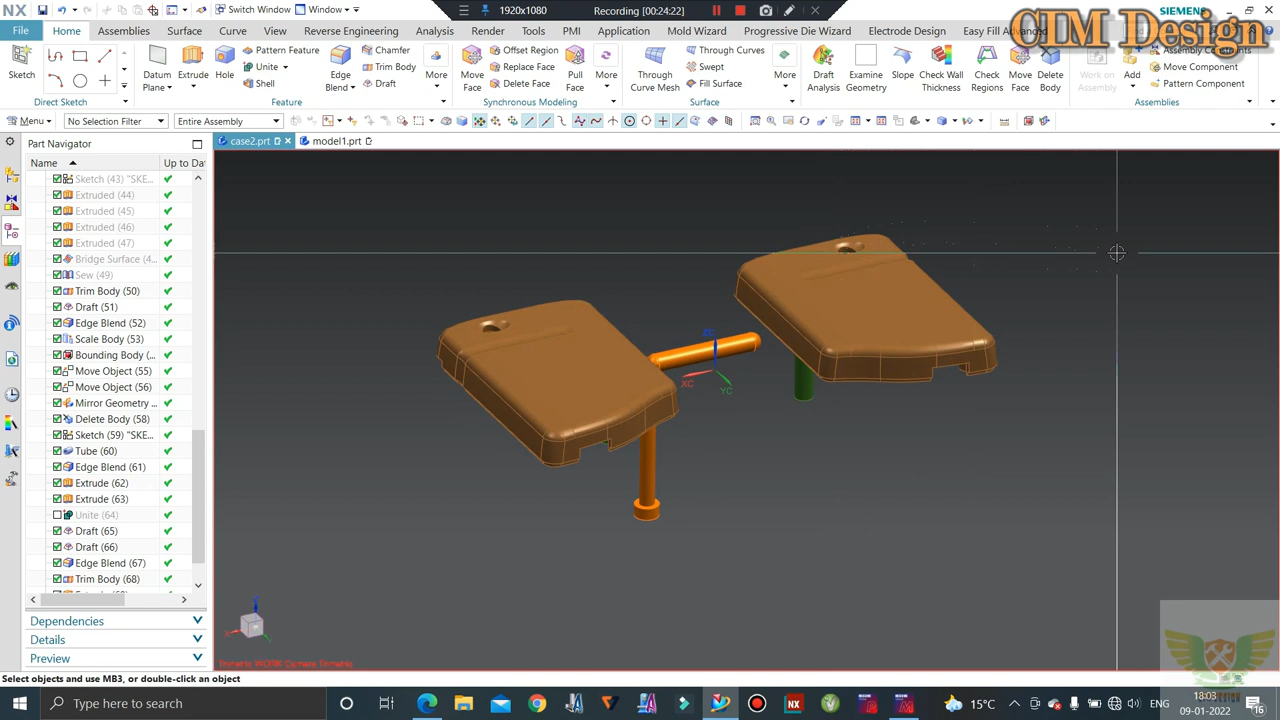 NX
Switch Window
Window
1920x1080
Recording [00:24:22]
SIEMENS
CIM Design
File
Home
Assemblies
Surface
Curve
View
Reverse Engineering
Analysis
Render
Tools
PMI
Application
Mold Wizard
Progressive Die Wizard
Electrode Design
Easy Fill Advanced
Sketch
Direct Sketch
Datum Plane
Extrude
Hole
Pattern Feature
Unite
Shell
Edge Blend
Chamfer
Trim Body
Draft
More
Feature
Move Face
Offset Region
Replace Face
Delete Face
Pull Face
More
Synchronous Modeling
Through Curve Mesh
Through Curves
Swept
Fill Surface
More
Surface
Draft Analysis
Examine Geometry
Slope
Check Wall Thickness
Check Regions
Move Face
Delete Body
Work on Assembly
Add
Assembly Constraints
Move Component
Pattern Component
Assemblies
Menu
No Selection Filter
Entire Assembly
Part Navigator
case2.prt
model1.prt
Name
Up to Da
Sketch (43) "SKE...
Extruded (44)
Extruded (45)
Extruded (46)
Extruded (47)
Bridge Surface (4...
Sew (49)
Trim Body (50)
Draft (51)
Edge Blend (52)
Scale Body (53)
Bounding Body (...
Move Object (55)
Move Object (56)
Mirror Geometry ...
Delete Body (58)
Sketch (59) "SKE...
Tube (60)
Edge Blend (61)
Extrude (62)
Extrude (63)
Unite (64)
Draft (65)
Draft (66)
Edge Blend (67)
Trim Body (68)
Dependencies
Details
Preview
ZC
XC
YC
Select objects and use MB3, or double-click an object
Type here to search
15°C
ENG
18:03
09-01-2022
16